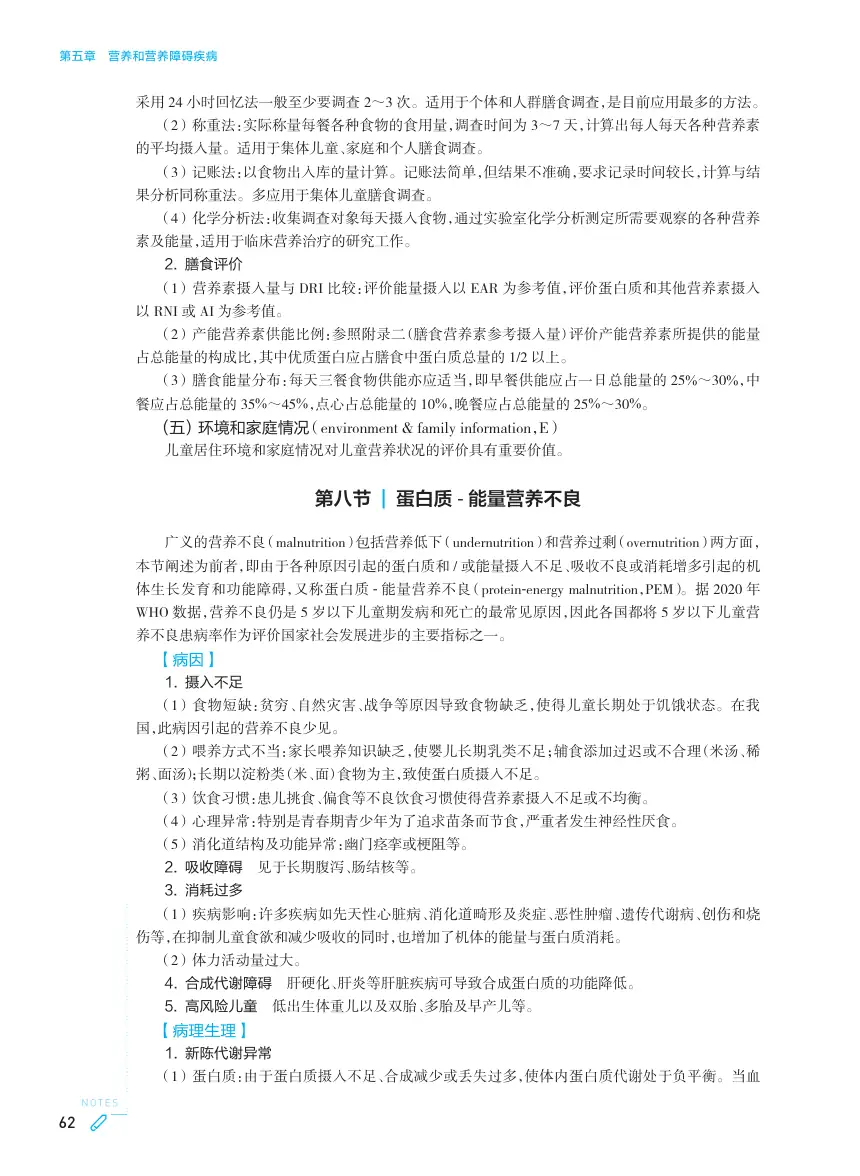 第五章 营养和营养障碍疾病
采用 24 小时回忆法一般至少要调查 2～3 次。适用于个体和人群膳食调查,是目前应用最多的方法。
（2）称重法:实际称量每餐各种食物的食用量,调查时间为 3～7 天,计算出每人每天各种营养素
的平均摄入量。适用于集体儿童、家庭和个人膳食调查。
（3）记账法:以食物出入库的量计算。记账法简单,但结果不准确,要求记录时间较长,计算与结
果分析同称重法。多应用于集体儿童膳食调查。
（4）化学分析法:收集调查对象每天摄入食物,通过实验室化学分析测定所需要观察的各种营养
素及能量,适用于临床营养治疗的研究工作。
2. 膳食评价
（1）营养素摄入量与 DRI 比较:评价能量摄入以 EAR 为参考值,评价蛋白质和其他营养素摄入
以 RNI 或 AI 为参考值。
（2）产能营养素供能比例:参照附录二(膳食营养素参考摄入量)评价产能营养素所提供的能量
占总能量的构成比,其中优质蛋白应占膳食中蛋白质总量的 1/2 以上。
（3）膳食能量分布:每天三餐食物供能亦应适当,即早餐供能应占一日总能量的 25%～30%,中
餐应占总能量的 35%～45%,点心占总能量的 10%,晚餐应占总能量的 25%～30%。
（五）环境和家庭情况（environment & family information,E）
儿童居住环境和家庭情况对儿童营养状况的评价具有重要价值。
第八节 | 蛋白质 - 能量营养不良
广义的营养不良（malnutrition）包括营养低下（undernutrition）和营养过剩（overnutrition）两方面,
本节阐述为前者,即由于各种原因引起的蛋白质和 / 或能量摄入不足、吸收不良或消耗增多引起的机
体生长发育和功能障碍,又称蛋白质 - 能量营养不良（protein-energy malnutrition,PEM）。据 2020 年
WHO 数据,营养不良仍是 5 岁以下儿童期发病和死亡的最常见原因,因此各国都将 5 岁以下儿童营
养不良患病率作为评价国家社会发展进步的主要指标之一。
【病因】
1. 摄入不足
（1）食物短缺:贫穷、自然灾害、战争等原因导致食物缺乏,使得儿童长期处于饥饿状态。在我
国,此病因引起的营养不良少见。
（2）喂养方式不当:家长喂养知识缺乏,使婴儿长期乳类不足;辅食添加过迟或不合理(米汤、稀
粥、面汤);长期以淀粉类(米、面)食物为主,致使蛋白质摄入不足。
（3）饮食习惯:患儿挑食、偏食等不良饮食习惯使得营养素摄入不足或不均衡。
（4）心理异常:特别是青春期青少年为了追求苗条而节食,严重者发生神经性厌食。
（5）消化道结构及功能异常:幽门痉挛或梗阻等。
2. 吸收障碍 见于长期腹泻、肠结核等。
3. 消耗过多
（1）疾病影响:许多疾病如先天性心脏病、消化道畸形及炎症、恶性肿瘤、遗传代谢病、创伤和烧
伤等,在抑制儿童食欲和减少吸收的同时,也增加了机体的能量与蛋白质消耗。
（2）体力活动量过大。
4. 合成代谢障碍 肝硬化、肝炎等肝脏疾病可导致合成蛋白质的功能降低。
5. 高风险儿童 低出生体重儿以及双胎、多胎及早产儿等。
【病理生理】
1. 新陈代谢异常
（1）蛋白质:由于蛋白质摄入不足、合成减少或丢失过多,使体内蛋白质代谢处于负平衡。当血
NOTES
62